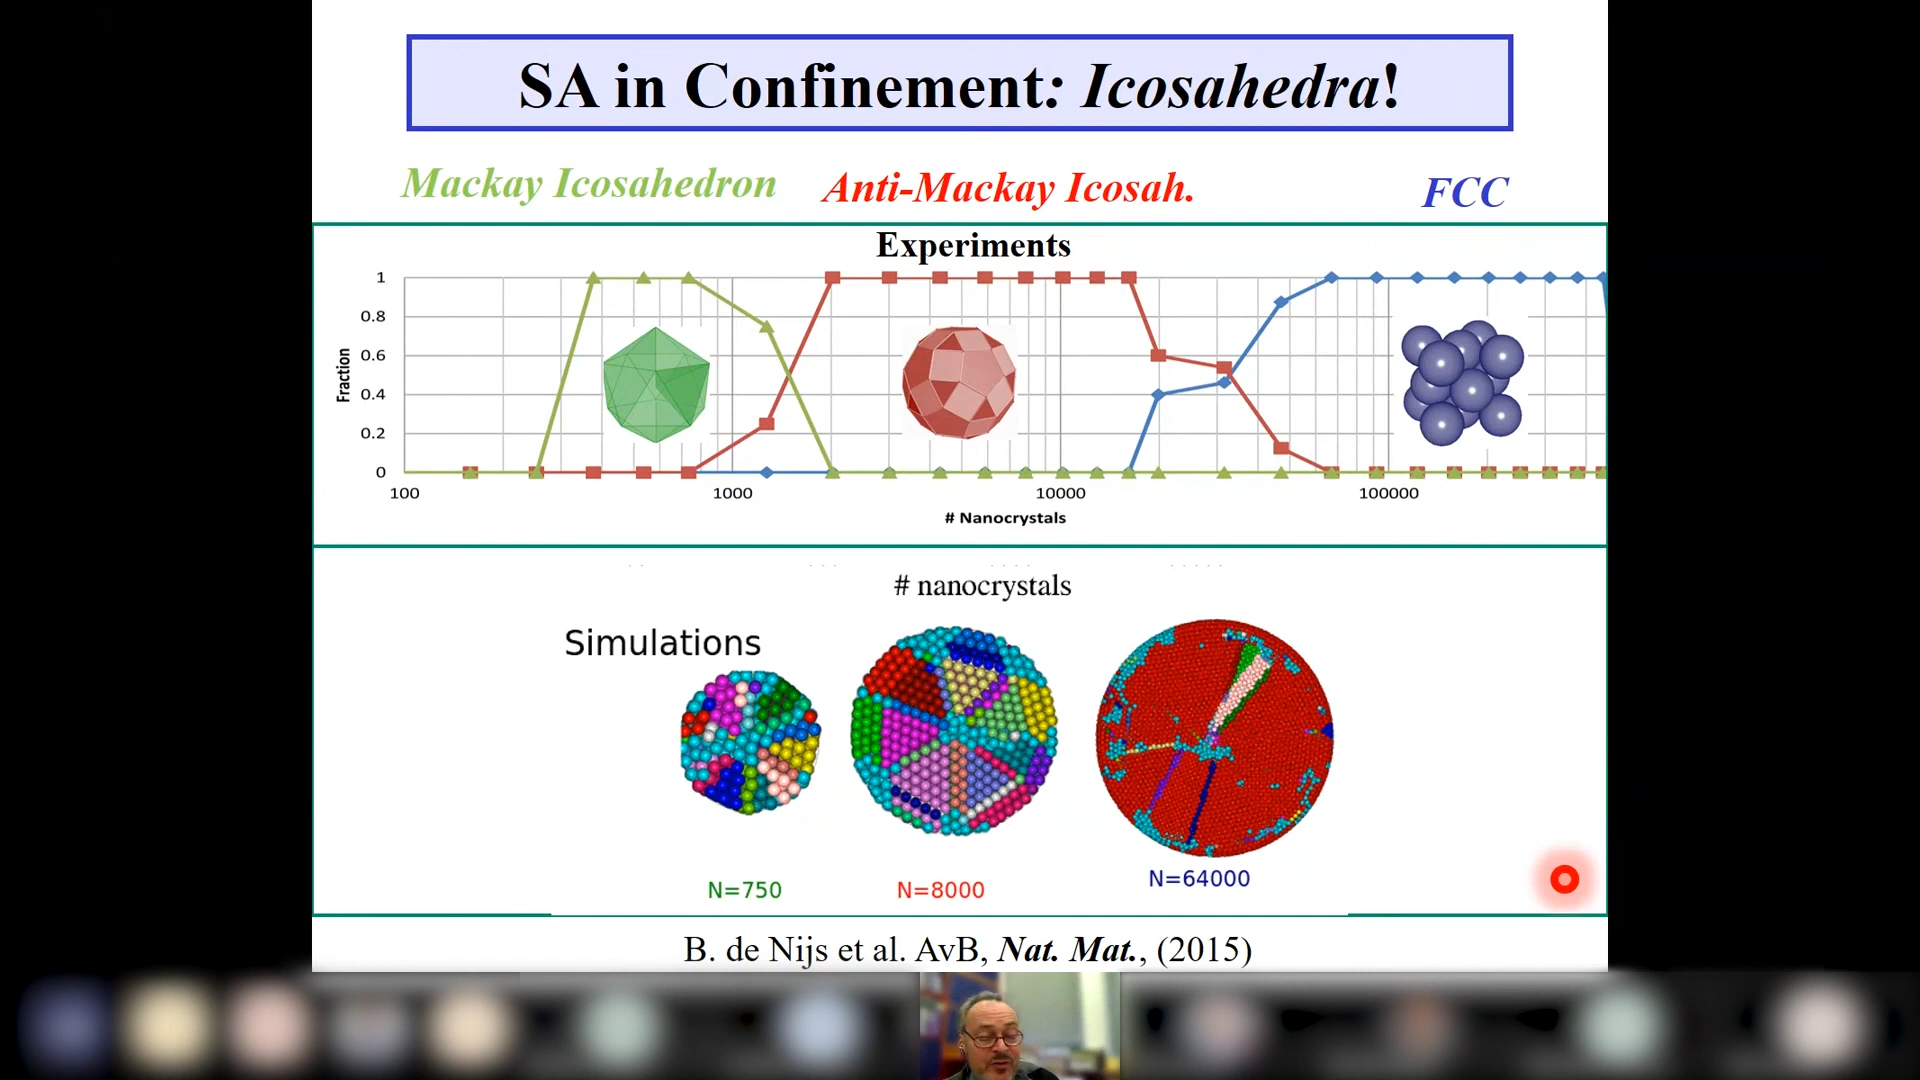 SA in Confinement: Icosahedra!
Mackay Icosahedron
Anti-Mackay Icosah.
FCC
Experiments
Fraction
1
0.8
0.6
0.4
0.2
0
100
1000
10000
100000
# Nanocrystals
# nanocrystals
Simulations
N=750
N=8000
N=64000
B. de Nijs et al. AvB, Nat. Mat., (2015)